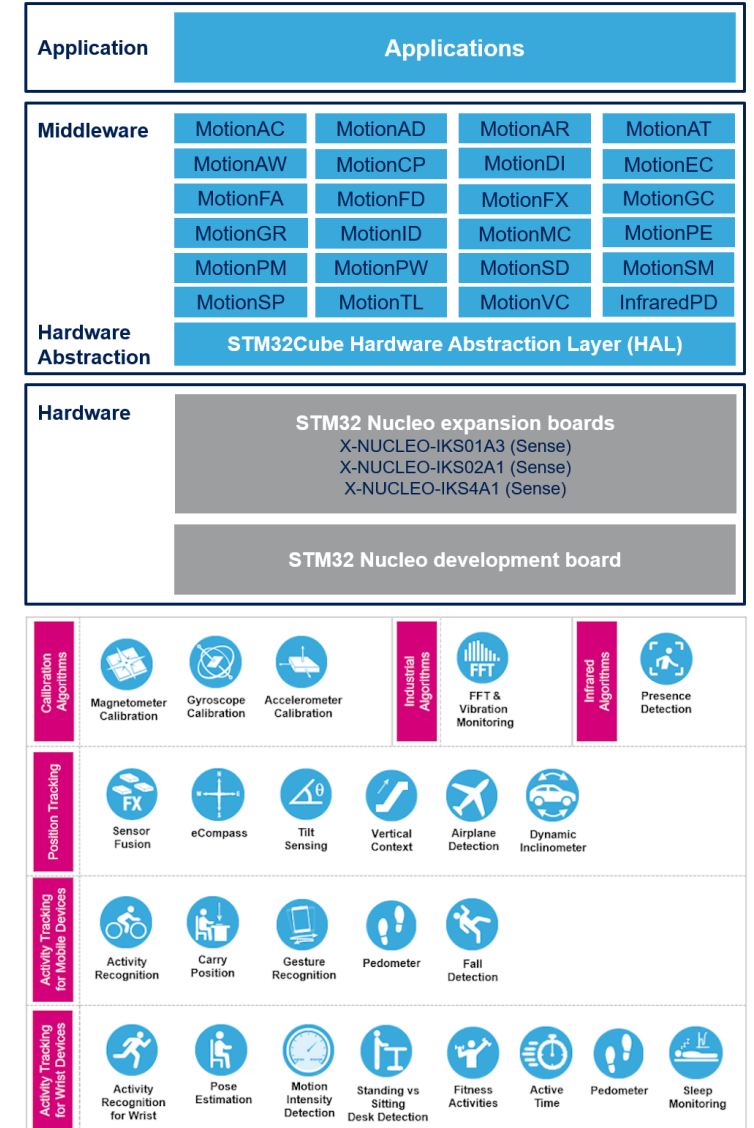 Application
Applications
Middleware
MotionAC MotionAD MotionAR MotionAT
MotionAW MotionCP MotionDI MotionEC
MotionFA MotionFD MotionFX MotionGC
MotionGR MotionID MotionMC MotionPE
MotionPM MotionPW MotionSD MotionSM
MotionSP MotionTL MotionVC InfraredPD
Hardware
Abstraction
STM32Cube Hardware Abstraction Layer (HAL)
Hardware
STM32 Nucleo expansion boards
X-NUCLEO-IKS01A3 (Sense)
X-NUCLEO-IKS02A1 (Sense)
X-NUCLEO-IKS4A1 (Sense)
STM32 Nucleo development board
Calibration
Algorithms
Magnetometer
Calibration
Gyroscope
Calibration
Accelerometer
Calibration
Industrial
Algorithms
FFT
FFT &
Vibration
Monitoring
Infrared
Algorithms
Presence
Detection
Position Tracking
FX
Sensor
Fusion
N
W
E
S
eCompass
θ
Tilt
Sensing
Vertical
Context
Airplane
Detection
Dynamic
Inclinometer
Activity Tracking
for Mobile Devices
Activity
Recognition
Carry
Position
Gesture
Recognition
Pedometer
Fall
Detection
Activity Tracking
for Wrist Devices
Activity
Recognition
for Wrist
Pose
Estimation
Motion
Intensity
Detection
Standing vs
Sitting
Desk Detection
Fitness
Activities
Active
Time
Pedometer
Sleep
Monitoring